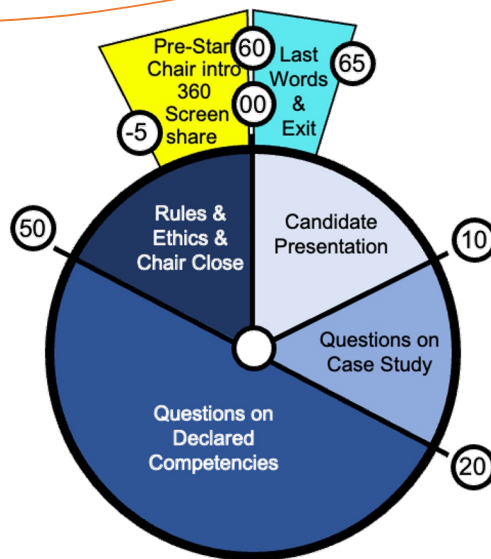 Pre-Start
Chair intro
360
Screen
share
-5
60
00
Last
Words
&
Exit
65
Rules &
Ethics &
Chair Close
50
Candidate
Presentation
10
Questions on
Case Study
20
Questions on
Declared
Competencies